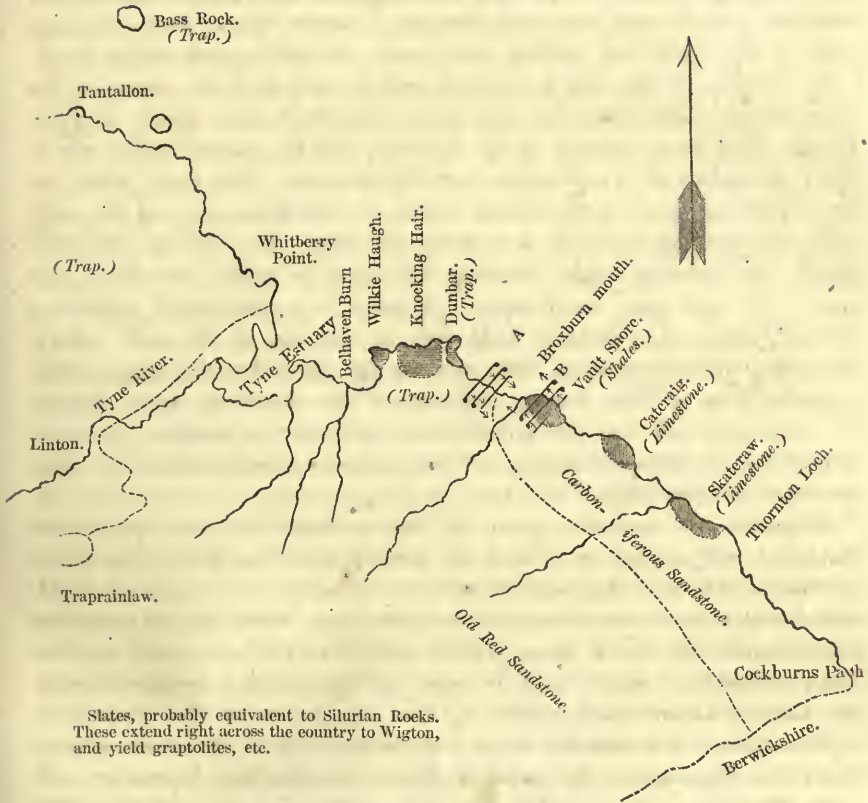 Bass Rock.
(Trap.)
Tantallon.
Whitberry
Point.
(Trap.)
Belhaven Burn
Wilkie Haugh.
Knocking Hair.
Dunbar.
(Trap.)
A
Broxburn mouth.
B
Vault Shore.
(Shales.)
Tyne Estuary
Tyne River.
(Trap.)
Catcraig.
(Limestone.)
Linton.
Skateraw.
(Limestone.)
Thornton Loch.
Carbon-
iferous Sandstone.
Traprainlaw.
Old Red Sandstone.
Cockburns Path
Berwickshire.
Slates, probably equivalent to Silurian Rocks.
These extend right across the country to Wigton,
and yield graptolites, etc.